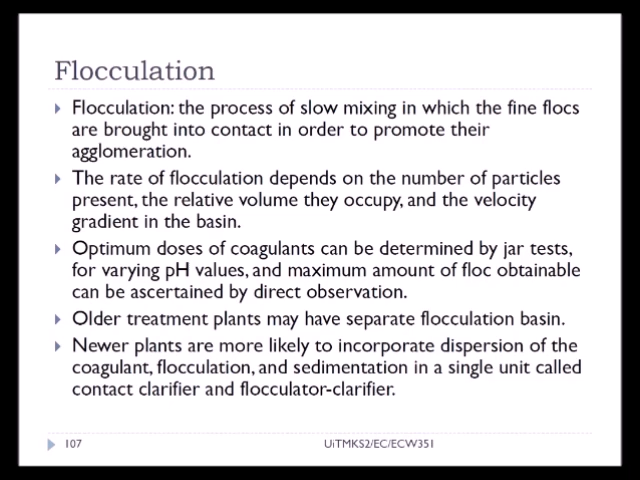 Flocculation
Flocculation: the process of slow mixing in which the fine flocs
are brought into contact in order to promote their
agglomeration.
The rate of flocculation depends on the number of particles
present, the relative volume they occupy, and the velocity
gradient in the basin.
Optimum doses of coagulants can be determined by jar tests,
for varying pH values, and maximum amount of floc obtainable
can be ascertained by direct observation.
Older treatment plants may have separate flocculation basin.
Newer plants are more likely to incorporate dispersion of the
coagulant, flocculation, and sedimentation in a single unit called
contact clarifier and flocculator-clarifier.
107 UiTMKS2/EC/ECW351